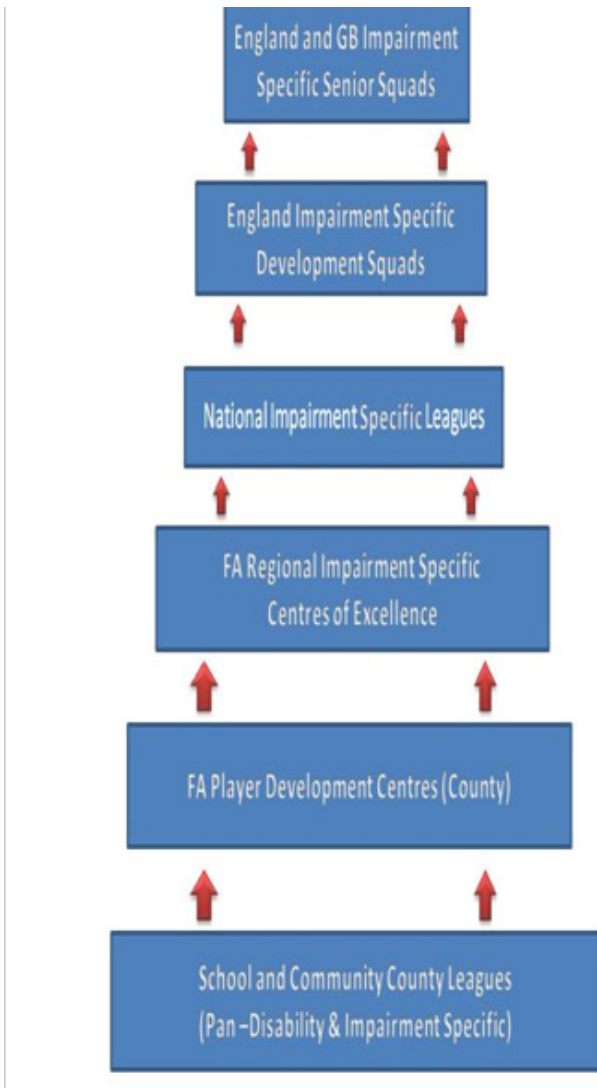 England and GB Impairment
Specific Senior Squads
England Impairment Specific
Development Squads
National Impairment Specific Leagues
FA Regional Impairment Specific
Centres of Excellence
FA Player Development Centres (County)
School and Community County Leagues
(Pan –Disability & Impairment Specific)